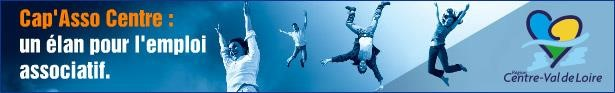 Cap'Asso Centre :
un élan pour l'emploi
associatif.
Région
Centre-Val de Loire